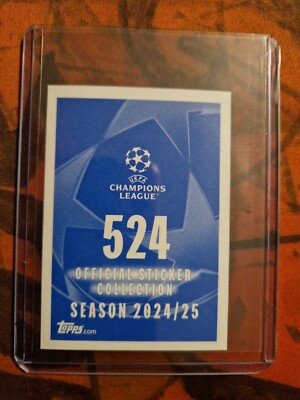 UEFA
CHAMPIONS
LEAGUE
524
OFFICIAL STICKER
COLLECTION
SEASON 2024/25
Topps.com